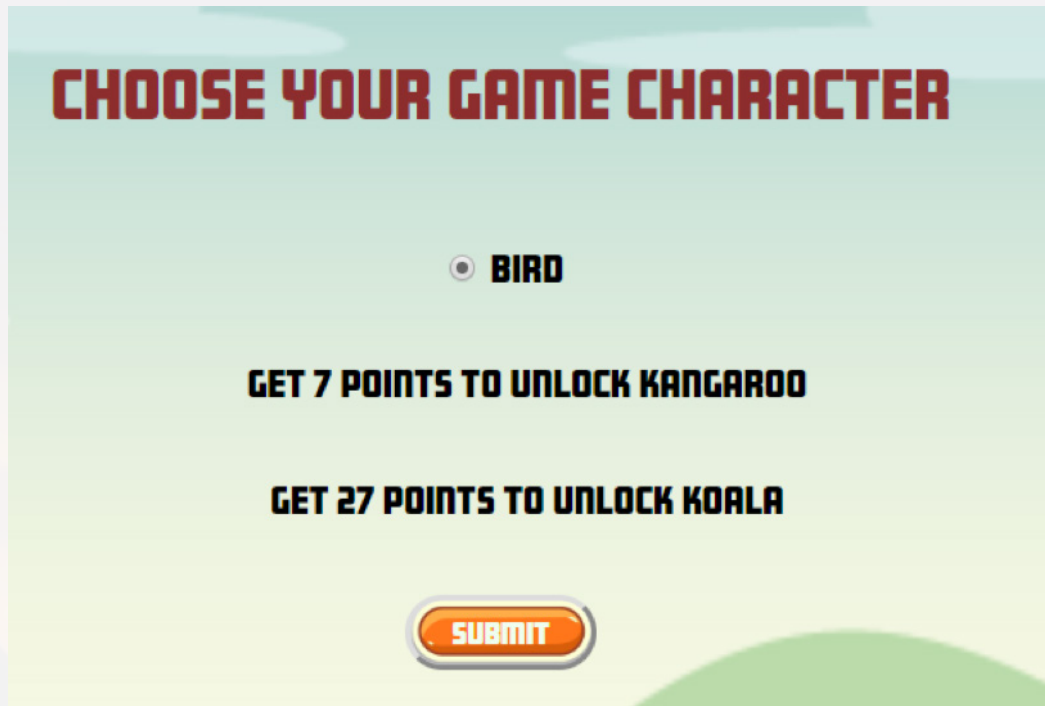 CHOOSE YOUR GAME CHARACTER
BIRD
GET 7 POINTS TO UNLOCK KANGAROO
GET 27 POINTS TO UNLOCK KOALA
SUBMIT